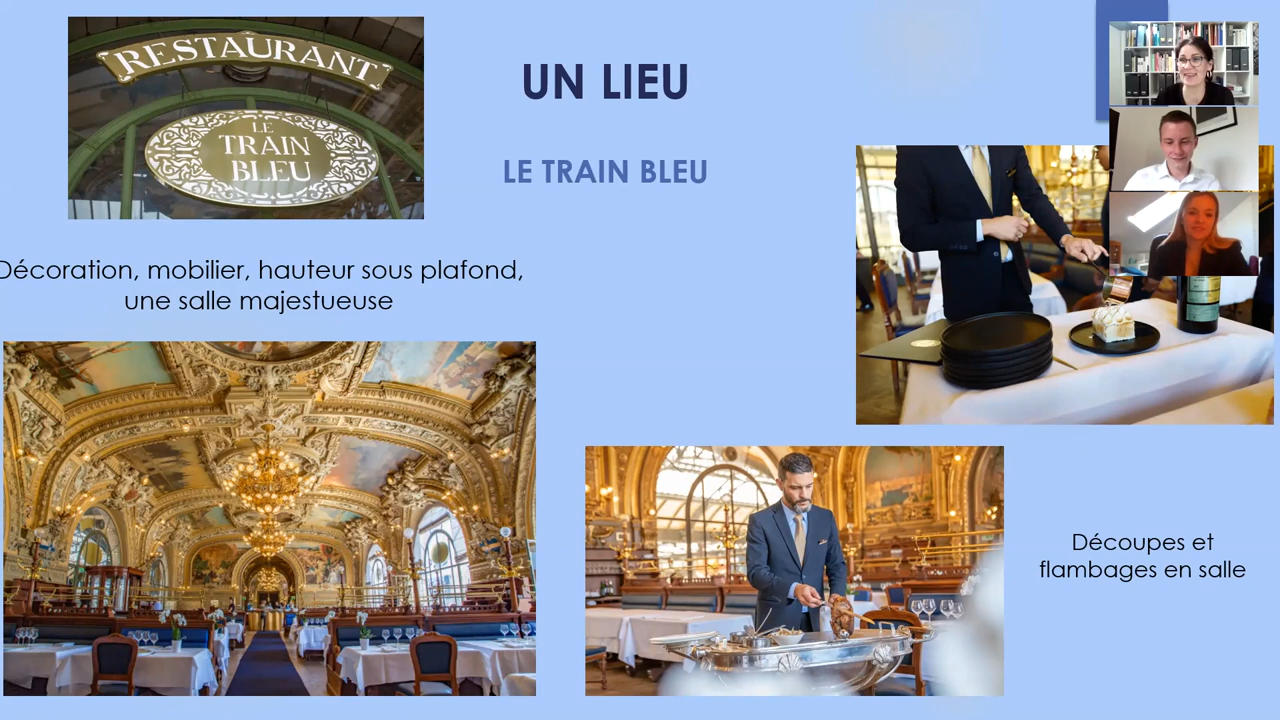 RESTAURANT
LE
TRAIN
BLEU
UN LIEU
LE TRAIN BLEU
Décoration, mobilier, hauteur sous plafond,
une salle majestueuse
Découpes et
flambages en salle